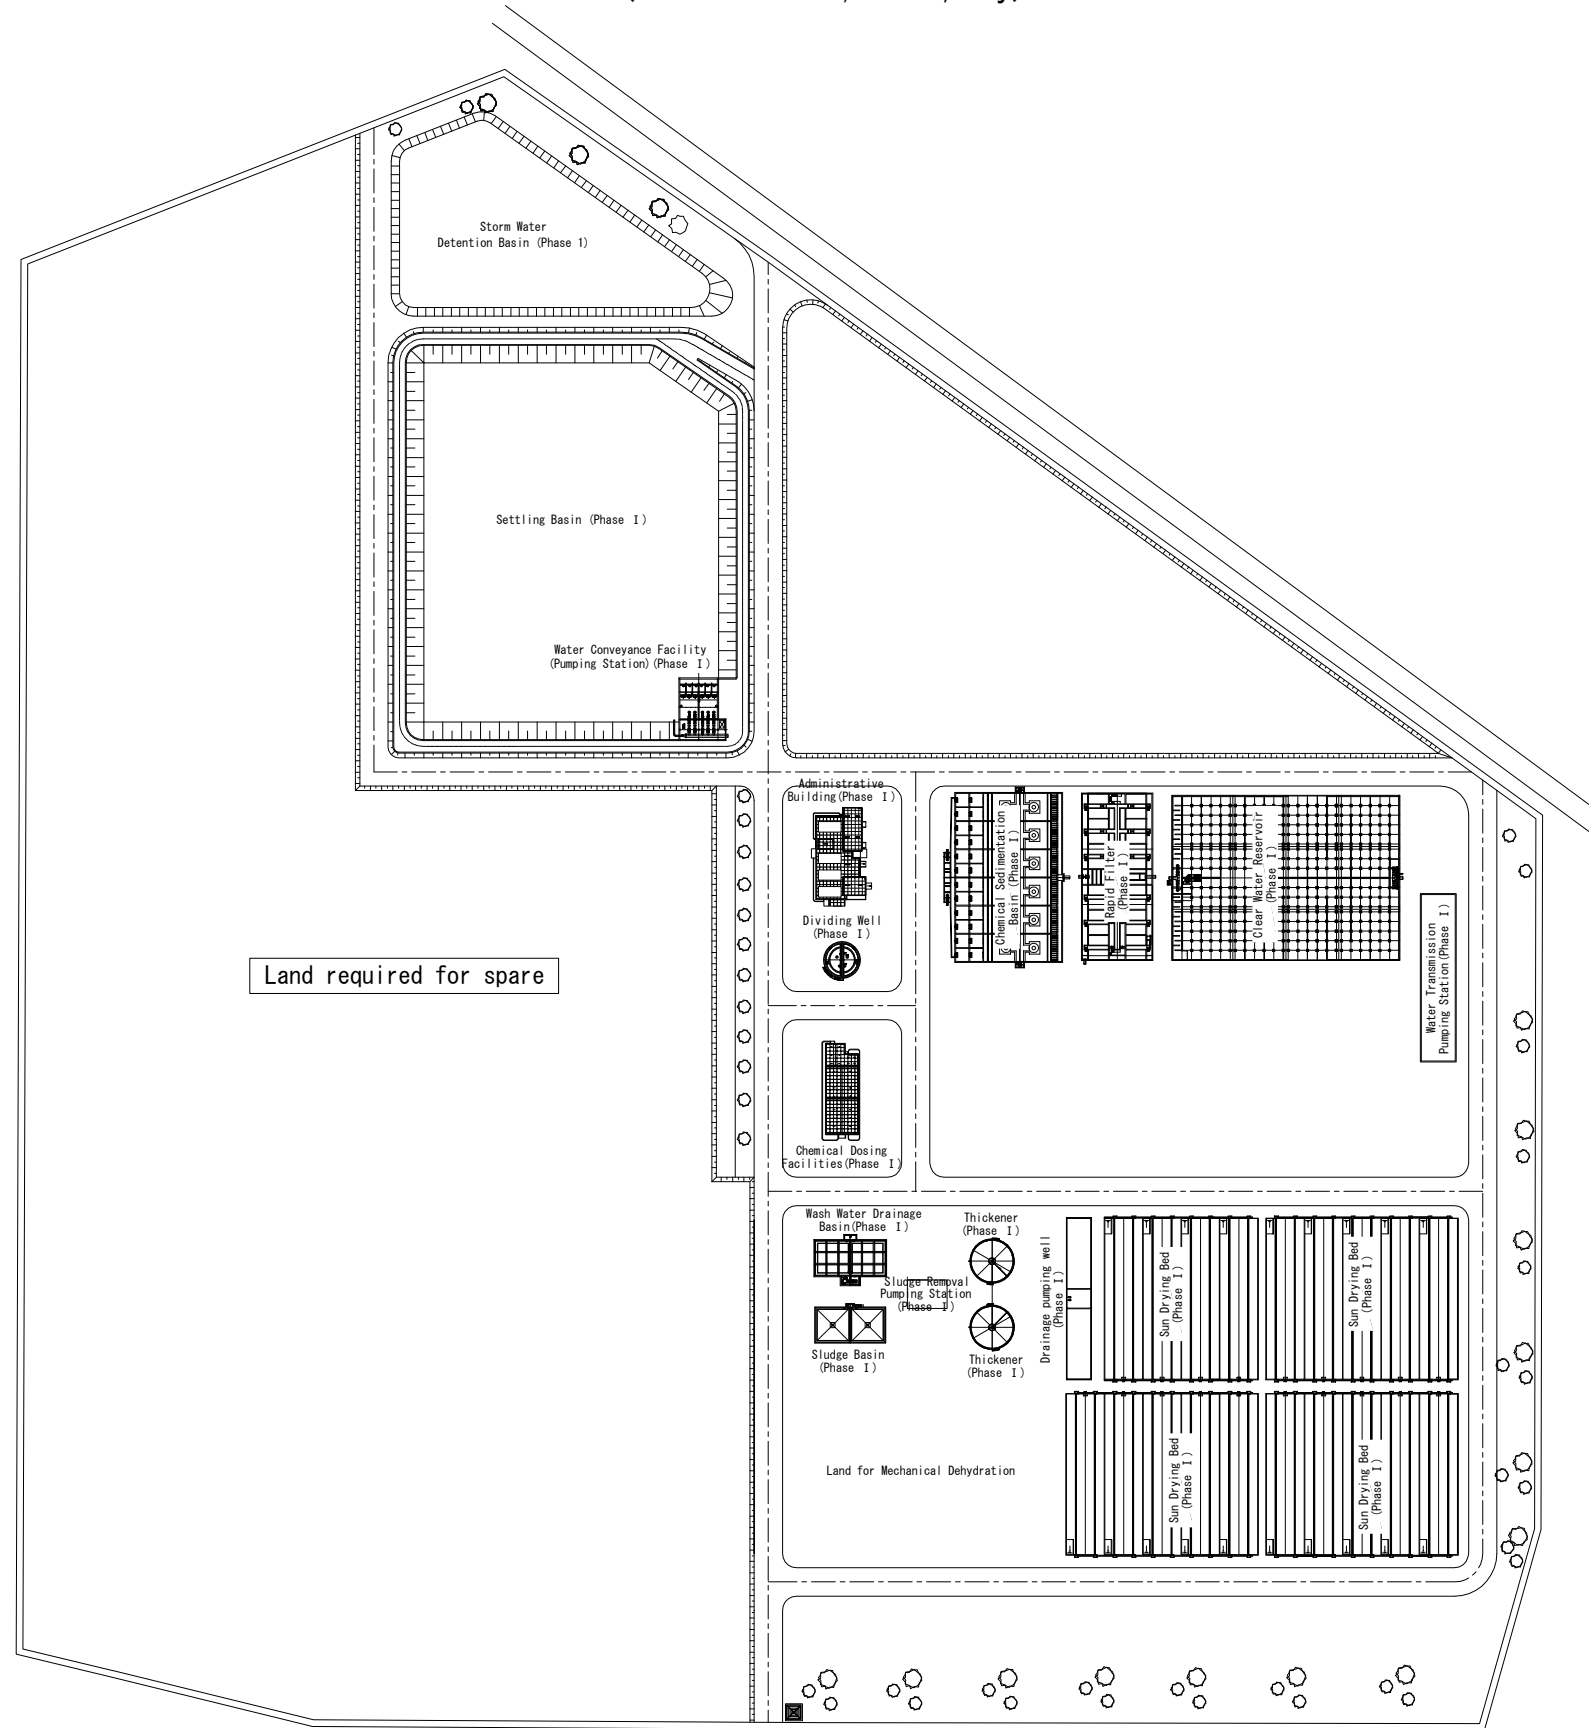 Storm Water
Detention Basin (Phase 1)
Settling Basin (Phase Ⅰ)
Water Conveyance Facility
(Pumping Station)(Phase Ⅰ)
Administrative
Building(Phase Ⅰ)
Dividing Well
(Phase Ⅰ)
Chemical Sedimentation
Basin (Phase Ⅰ)
Rapid Filter
(Phase Ⅰ)
Clear Water Reservoir
(Phase Ⅰ)
Water Transmission
Pumping Station(Phase Ⅰ)
Land required for spare
Chemical Dosing
Facilities(Phase Ⅰ)
Wash Water Drainage
Basin(Phase Ⅰ)
Thickener
(Phase Ⅰ)
Sludge Removal
Pumping Station
(Phase Ⅰ)
Sludge Basin
(Phase Ⅰ)
Thickener
(Phase Ⅰ)
Drainage pumping well
(Phase Ⅰ)
Sun Drying Bed
(Phase Ⅰ)
Sun Drying Bed
(Phase Ⅰ)
Land for Mechanical Dehydration
Sun Drying Bed
(Phase Ⅰ)
Sun Drying Bed
(Phase Ⅰ)